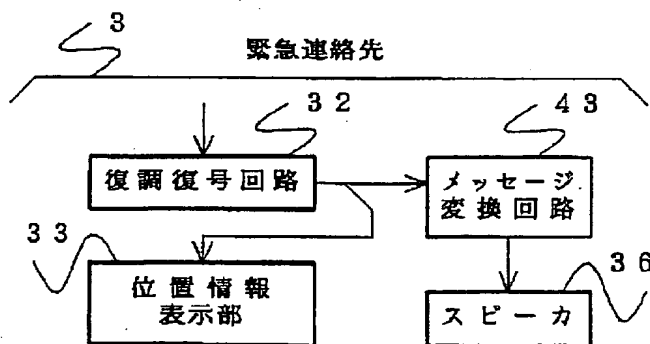 3
緊急連絡先
32
43
復調復号回路
メッセージ
変換回路
33
36
位置情報
表示部
スピーカ